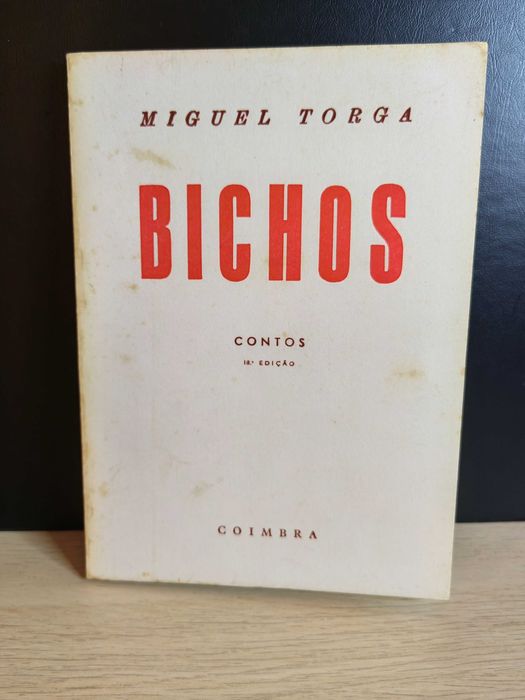 MIGUEL TORGA
BICHOS
CONTOS
18.ª EDIÇÃO
COIMBRA